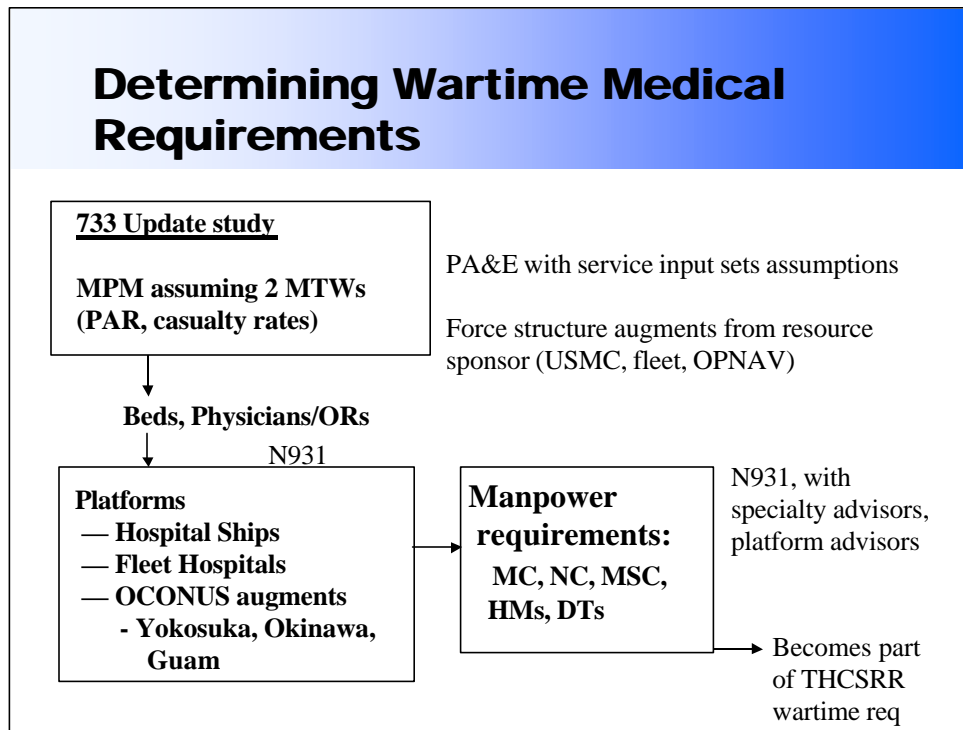 Determining Wartime Medical
Requirements
733 Update study
MPM assuming 2 MTWs
(PAR, casualty rates)
PA&E with service input sets assumptions
Force structure augments from resource
sponsor (USMC, fleet, OPNAV)
Beds, Physicians/ORs
N931
Platforms
— Hospital Ships
— Fleet Hospitals
— OCONUS augments
- Yokosuka, Okinawa,
Guam
Manpower
requirements:
MC, NC, MSC,
HMs, DTs
N931, with
specialty advisors,
platform advisors
Becomes part
of THCSRR
wartime req